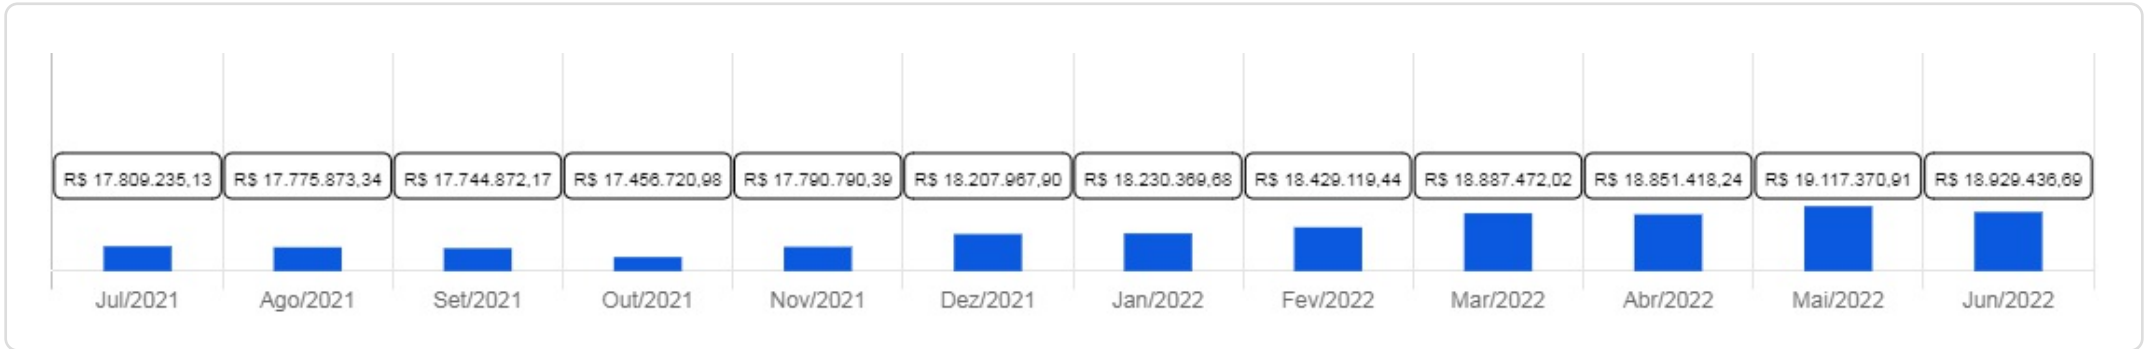 R$ 17.809.235,13 R$ 17.775.873,34 R$ 17.744.872,17 R$ 17.456.720,98 R$ 17.790.790,39 R$ 18.207.967,90 R$ 18.230.369,68 R$ 18.429.119,44 R$ 18.887.472,02 R$ 18.851.418,24 R$ 19.117.370,91 R$ 18.929.436,69
Jul/2021 Ago/2021 Set/2021 Out/2021 Nov/2021 Dez/2021 Jan/2022 Fev/2022 Mar/2022 Abr/2022 Mai/2022 Jun/2022